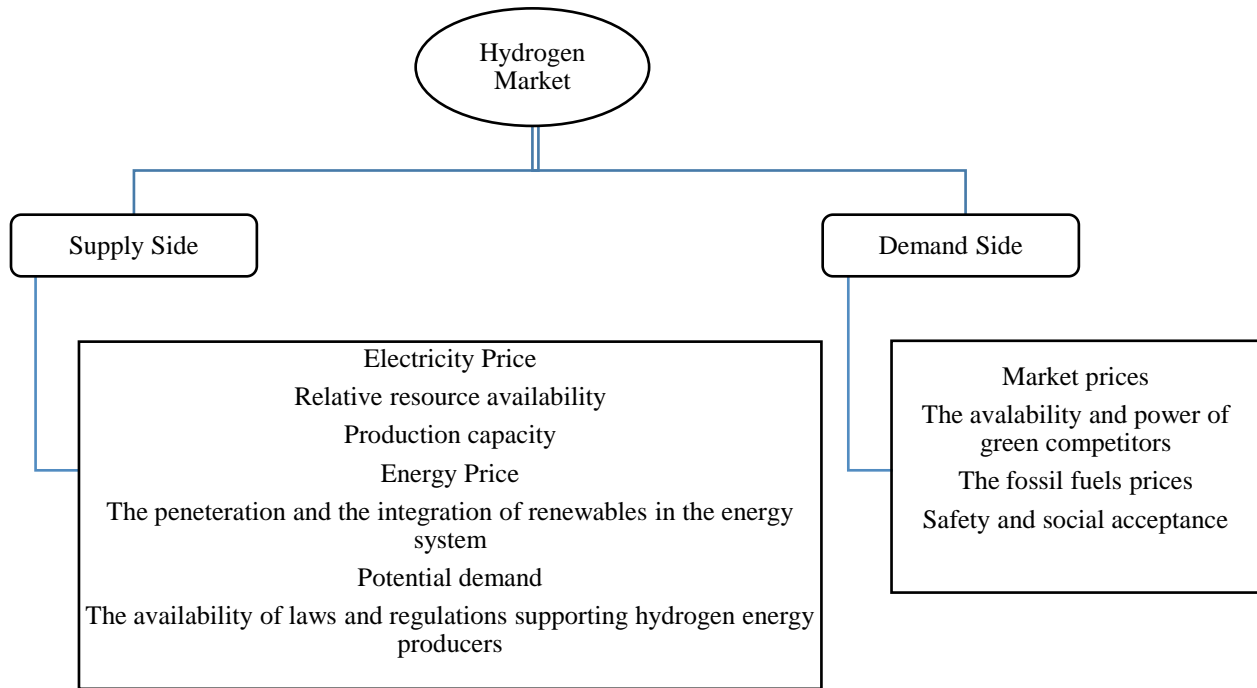 Hydrogen
Market
Supply Side
Demand Side
Electricity Price
Relative resource availability
Production capacity
Energy Price
The peneteration and the integration of renewables in the energy
system
Potential demand
The availability of laws and regulations supporting hydrogen energy
producers
Market prices
The avalability and power of
green competitors
The fossil fuels prices
Safety and social acceptance